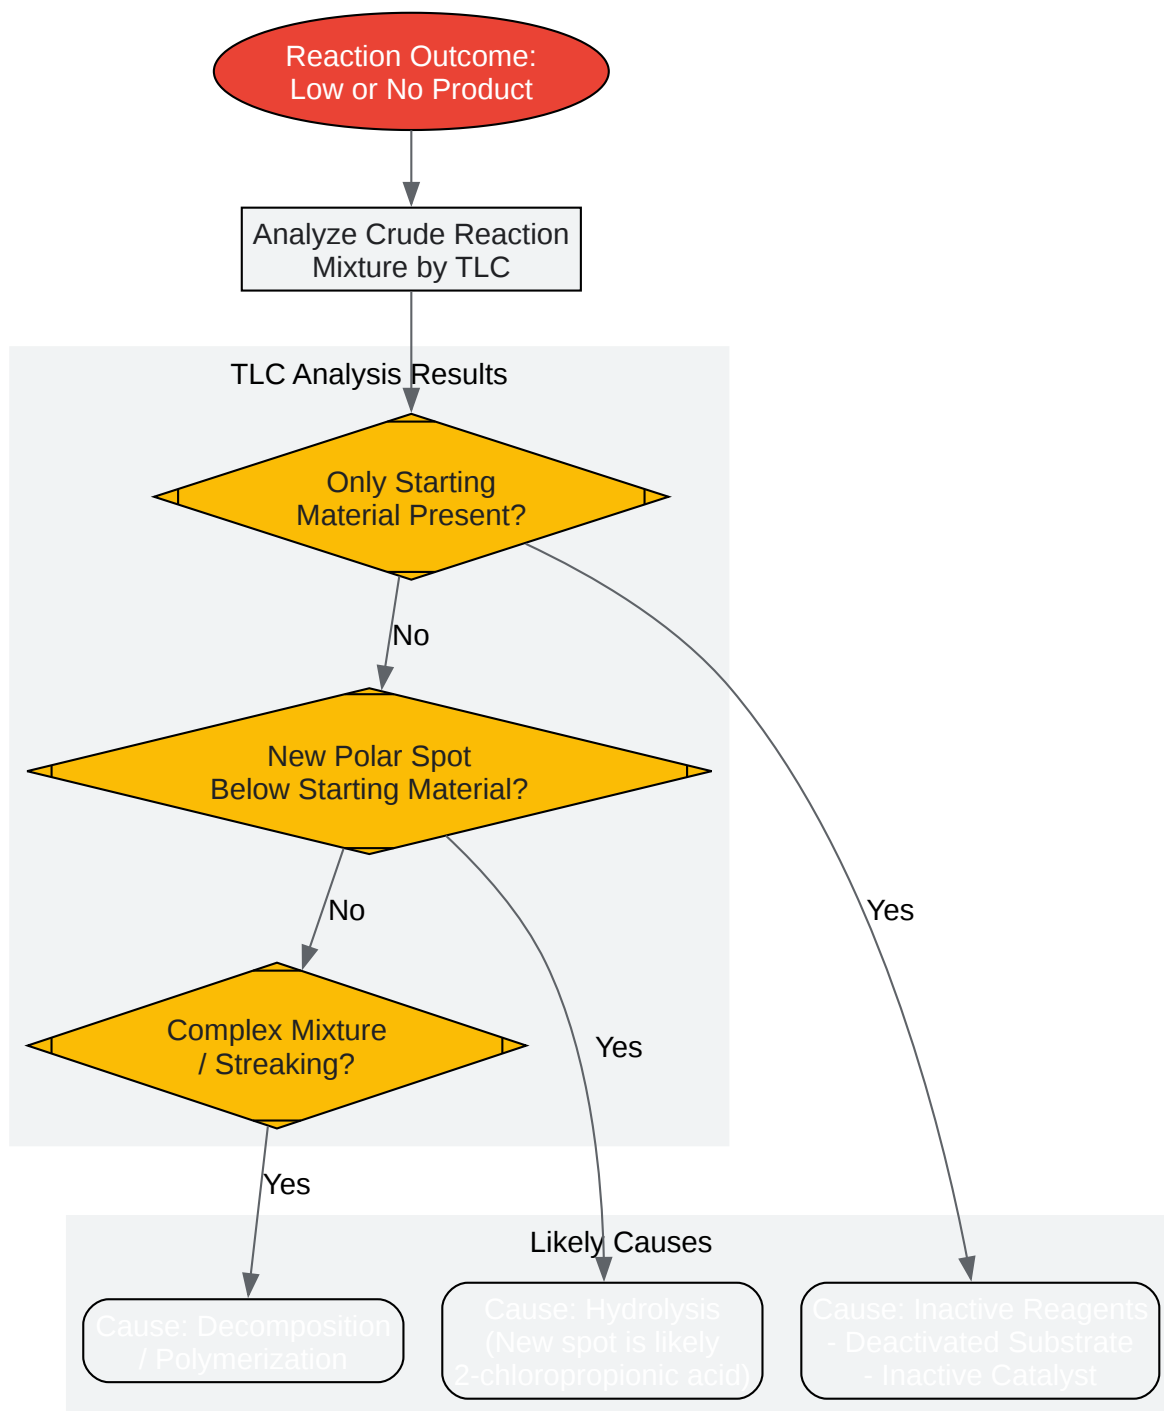 Reaction Outcome:
Low or No Product
Analyze Crude Reaction
Mixture by TLC
TLC Analysis Results
Only Starting
Material Present?
No
New Polar Spot
Below Starting Material?
No
Yes
Complex Mixture
/ Streaking?
Yes
Yes
Likely Causes
Cause: Decomposition
/ Polymerization
Cause: Hydrolysis
(New spot is likely
2-chloropropionic acid)
Cause: Inactive Reagents
- Deactivated Substrate
- Inactive Catalyst